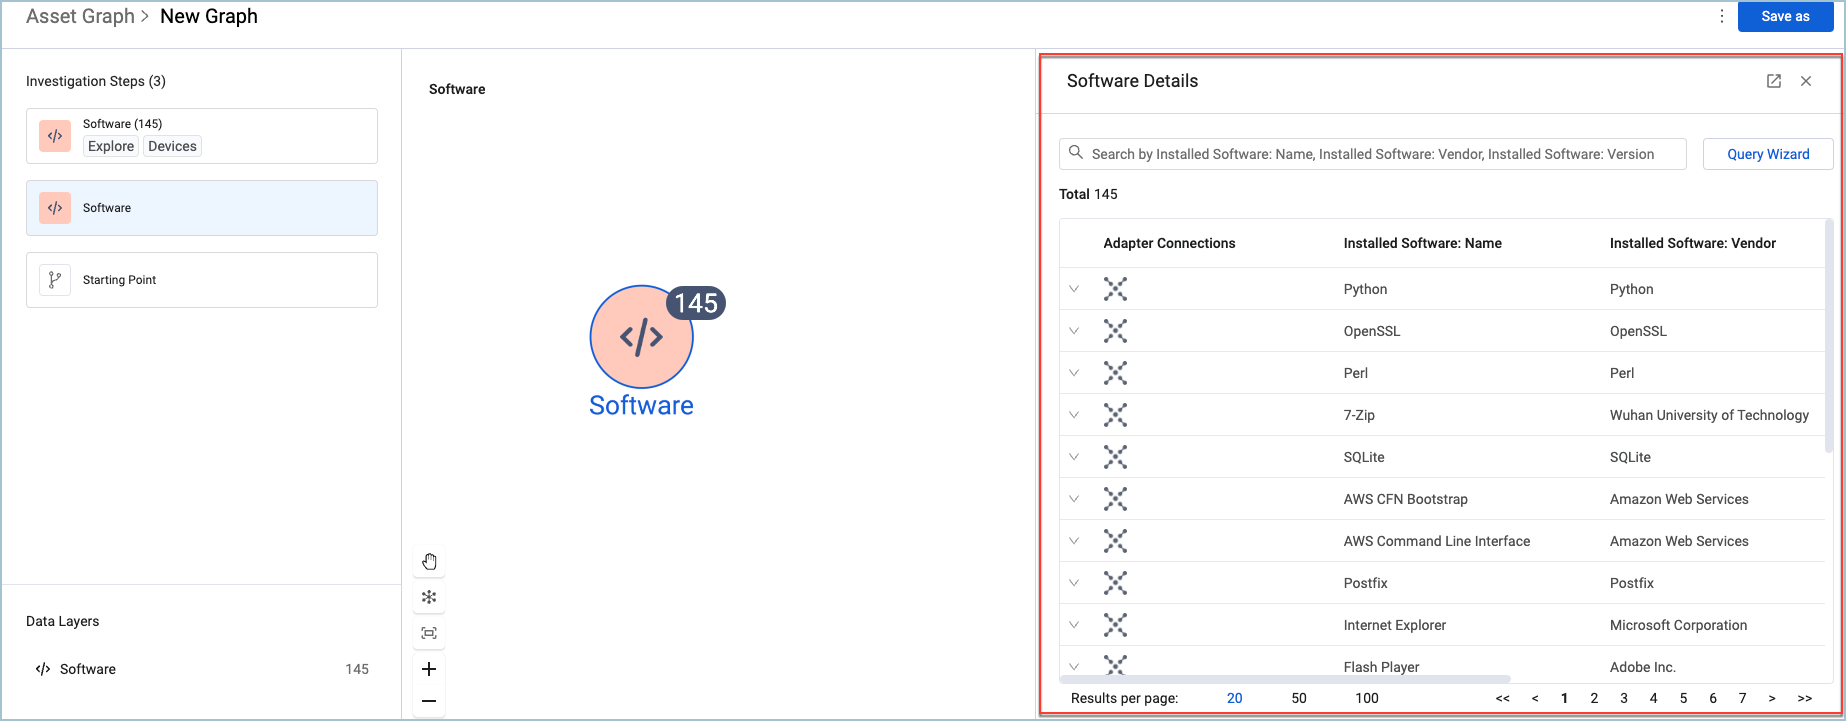 Asset Graph > New Graph
Save as
Investigation Steps (3)
Software (145)
Explore Devices
Software
Starting Point
Data Layers
Software 145
Software
145
Software
Software Details
Search by Installed Software: Name, Installed Software: Vendor, Installed Software: Version
Query Wizard
Total 145
Adapter Connections Installed Software: Name Installed Software: Vendor
Python Python
OpenSSL OpenSSL
Perl Perl
7-Zip Wuhan University of Technology
SQLite SQLite
AWS CFN Bootstrap Amazon Web Services
AWS Command Line Interface Amazon Web Services
Postfix Postfix
Internet Explorer Microsoft Corporation
Flash Player Adobe Inc.
Results per page: 20 50 100 << < 1 2 3 4 5 6 7 > >>